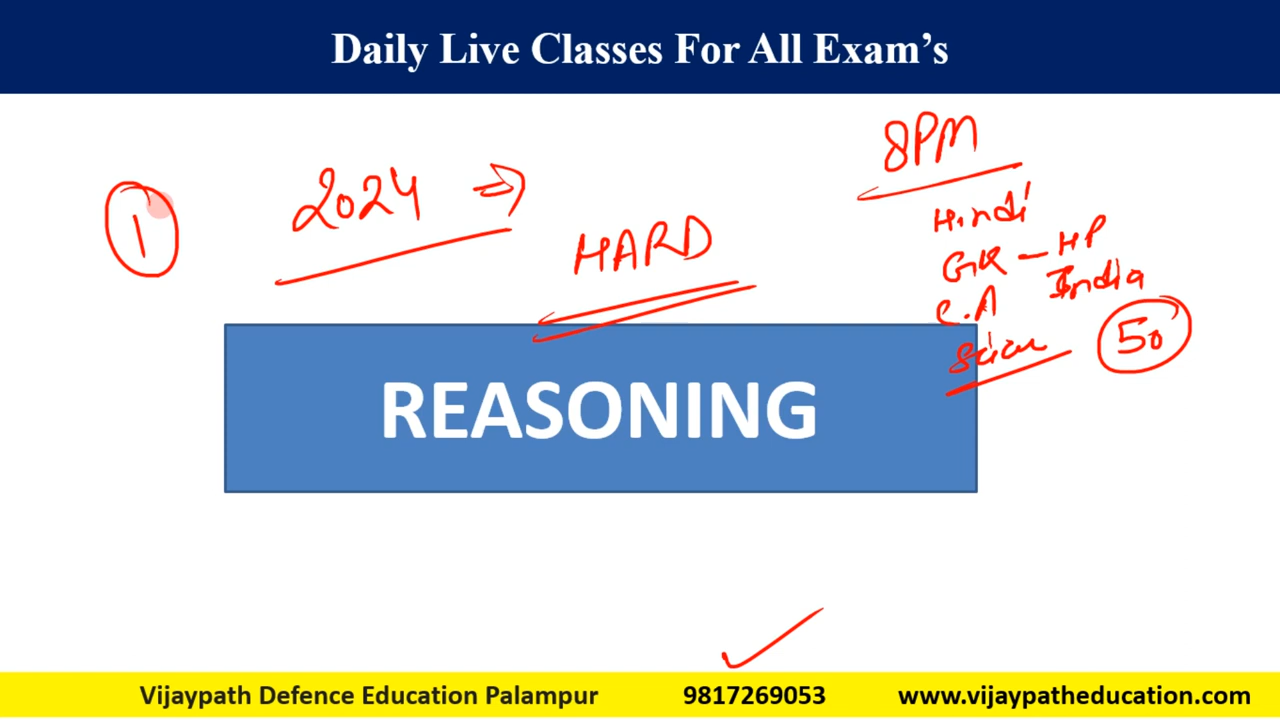 Daily Live Classes For All Exam’s
8PM
1
2024 ⇒
HARD
Hindi
GK – HP
India
C.A
50
REASONING
Vijaypath Defence Education Palampur 9817269053 www.vijaypatheducation.com